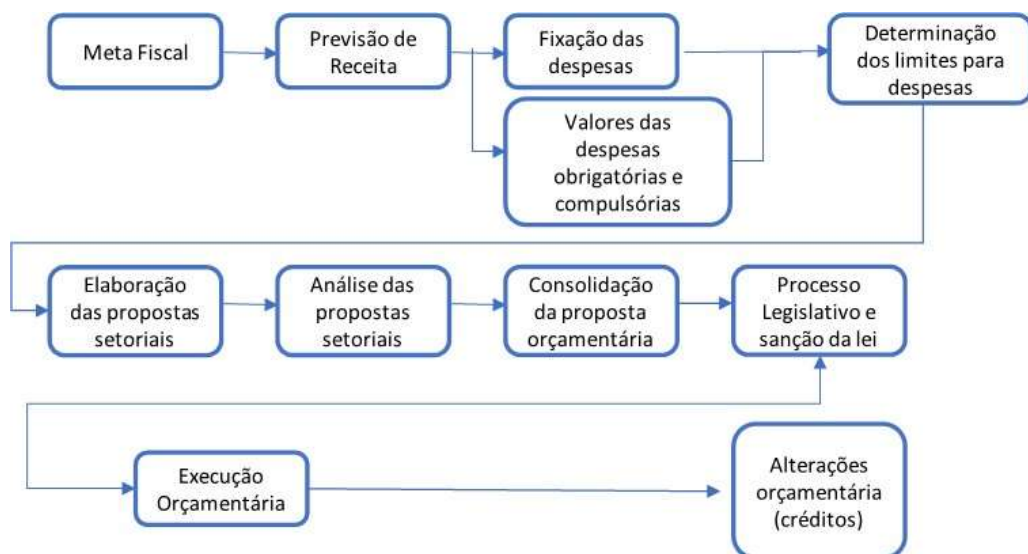 Meta Fiscal
Previsão de
Receita
Fixação das
despesas
Determinação
dos limites para
despesas
Valores das
despesas
obrigatórias e
compulsórias
Elaboração
das propostas
setoriais
Análise das
propostas
setoriais
Consolidação
da proposta
orçamentária
Processo
Legislativo e
sanção da lei
Execução
Orçamentária
Alterações
orçamentária
(créditos)